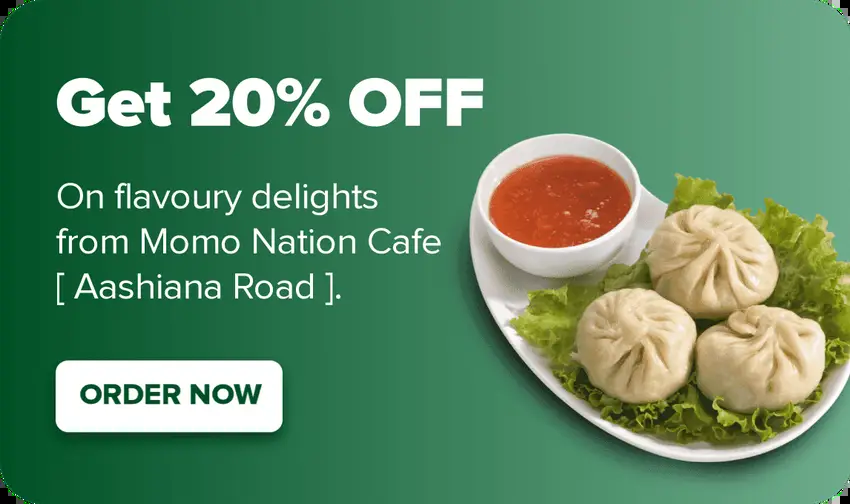 Get 20% OFF
On flavoury delights
from Momo Nation Cafe
[ Aashiana Road ].
ORDER NOW